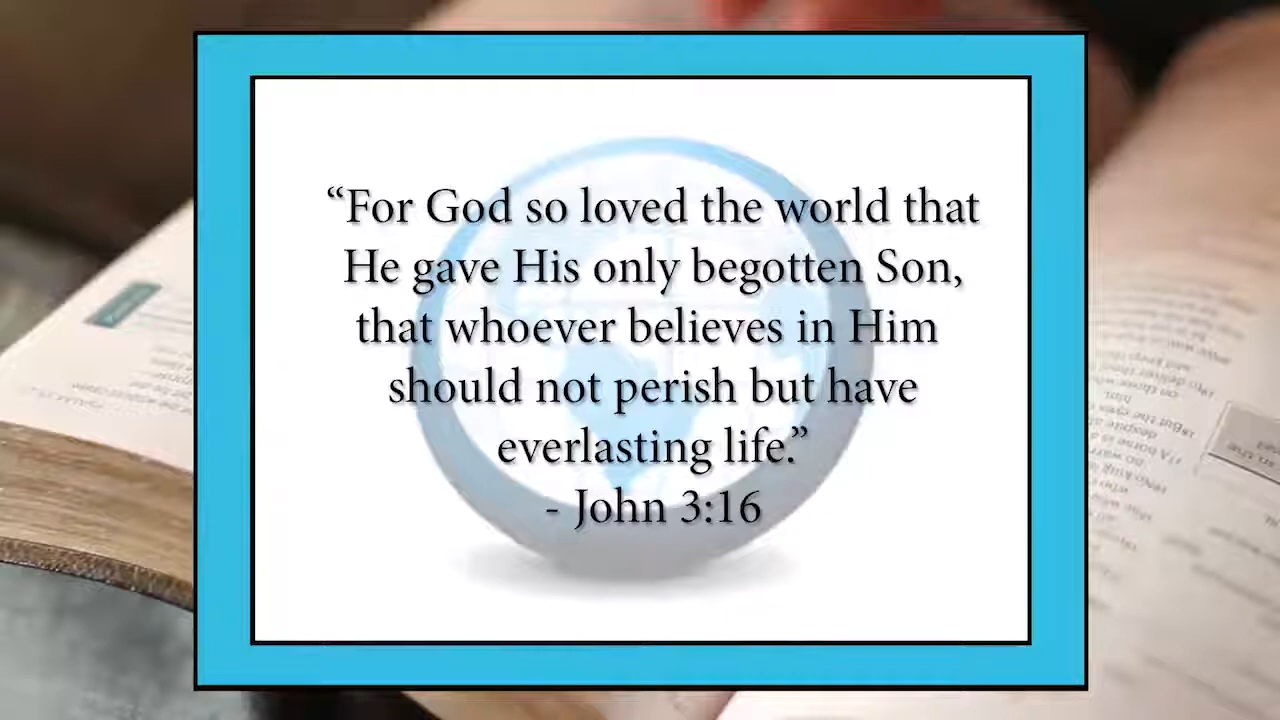 “For God so loved the world that
He gave His only begotten Son,
that whoever believes in Him
should not perish but have
everlasting life.”
- John 3:16